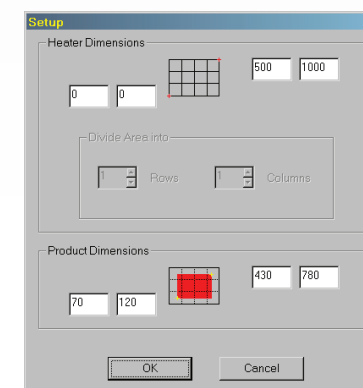 Setup
Heater Dimensions
500 1000
0 0
Divide Area into
1 Rows 1 Columns
Product Dimensions
430 780
70 120
OK Cancel